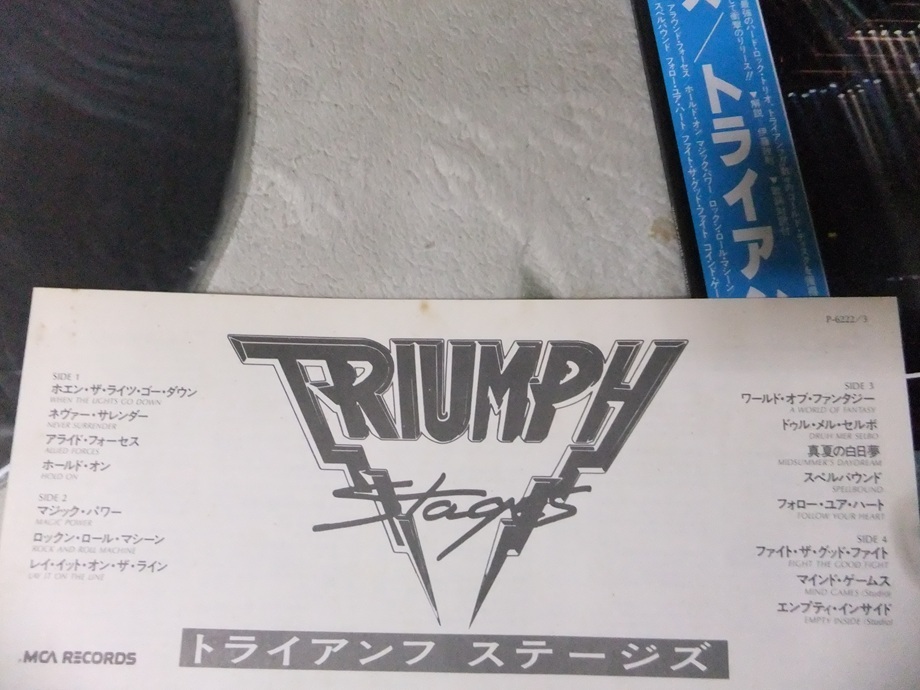 トライアン
P-6222/3
TRIUMPH
Stages
SIDE 1
ホエン・ザ・ライツ・ゴー・ダウン
WHEN THE LIGHTS GO DOWN
ネヴァー・サレンダー
NEVER SURRENDER
アライド・フォーセス
ALLIED FORCES
ホールド・オン
HOLD ON
SIDE 2
マジック・パワー
MAGIC POWER
ロックン・ロール・マシーン
ROCK AND ROLL MACHINE
レイ・イット・オン・ザ・ライン
LAY IT ON THE LINE
SIDE 3
ワールド・オブ・ファンタジー
A WORLD OF FANTASY
ドゥル・メル・セルボ
DRUH MER SELBO
真夏の白日夢
MIDSUMMER'S DAYDREAM
スペルバウンド
SPELLBOUND
フォロー・ユア・ハート
FOLLOW YOUR HEART
SIDE 4
ファイト・ザ・グッド・ファイト
FIGHT THE GOOD FIGHT
マインド・ゲームス
MIND GAMES (Studio)
エンプティ・インサイド
EMPTY INSIDE (Studio)
MCA RECORDS
トライアンフ ステージズ